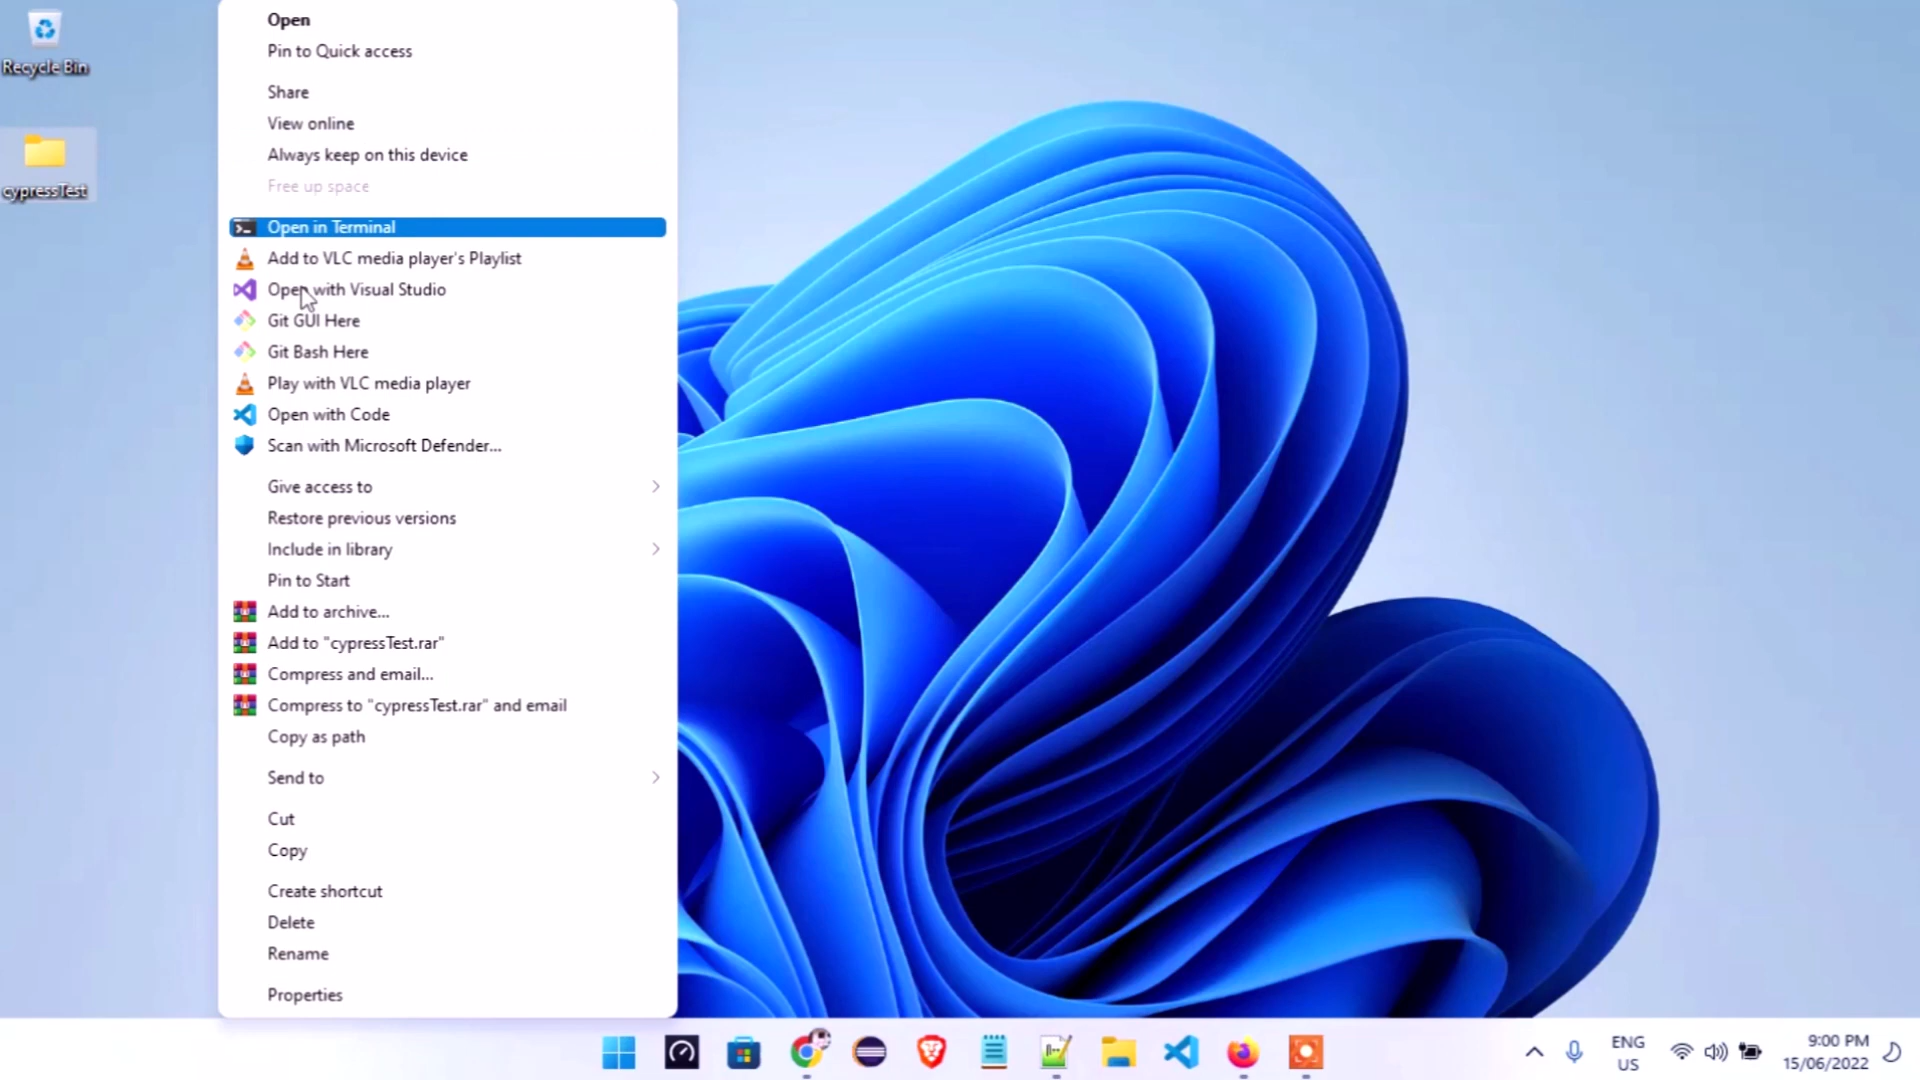 Recycle Bin
cypressTest
Open
Pin to Quick access
Share
View online
Always keep on this device
Free up space
Open in Terminal
Add to VLC media player's Playlist
Open with Visual Studio
Git GUI Here
Git Bash Here
Play with VLC media player
Open with Code
Scan with Microsoft Defender...
Give access to
Restore previous versions
Include in library
Pin to Start
Add to archive...
Add to "cypressTest.rar"
Compress and email...
Compress to "cypressTest.rar" and email
Copy as path
Send to
Cut
Copy
Create shortcut
Delete
Rename
Properties
ENG
US
9:00 PM
15/06/2022